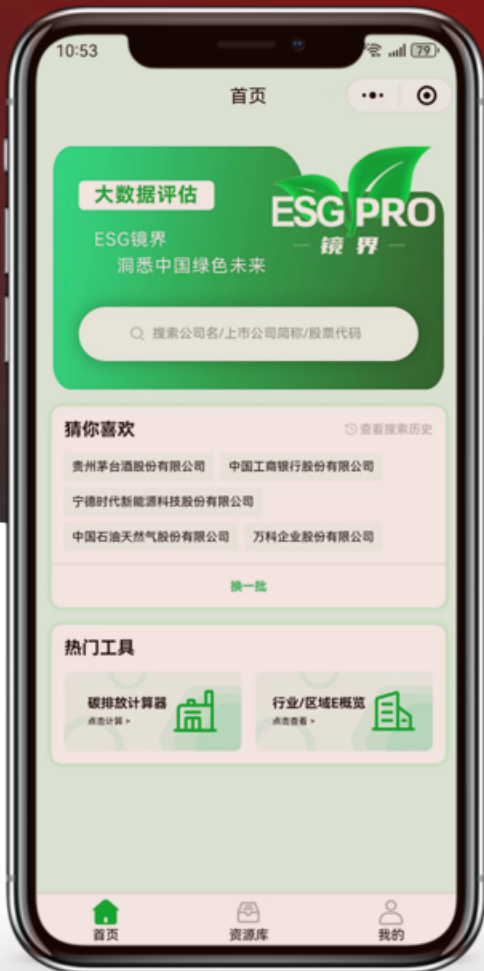 10:53
79
首页
大数据评估
ESG PRO
镜界
ESG镜界
洞悉中国绿色未来
搜索公司名/上市公司简称/股票代码
猜你喜欢
查看搜索历史
贵州茅台酒股份有限公司 中国工商银行股份有限公司
宁德时代新能源科技股份有限公司
中国石油天然气股份有限公司 万科企业股份有限公司
换一批
热门工具
碳排放计算器 行业/区域E概览
点击计算 > 点击查看 >
首页 资源库 我的